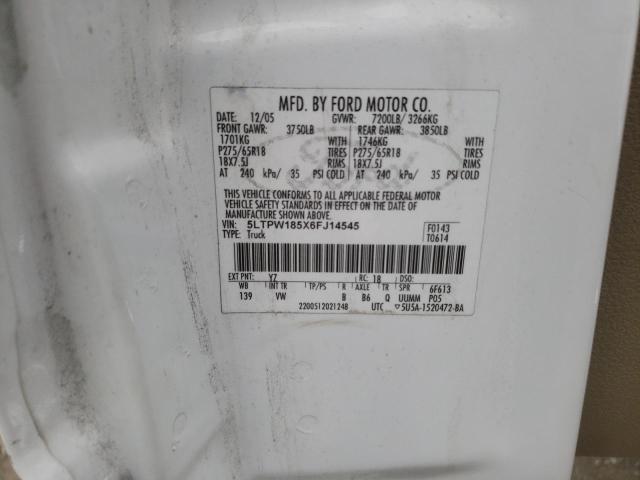 MFD. BY FORD MOTOR CO.
DATE: 12/05 GVWR: 7200LB/ 3266KG
FRONT GAWR: 3750LB REAR GAWR: 3850LB
1701KG WITH 1746KG WITH
P275/65R18 TIRES P275/65R18 TIRES
18X7.5J RIMS 18X7.5J RIMS
AT 240 kPa/ 35 PSI COLD AT 240 kPa/ 35 PSI COLD
THIS VEHICLE CONFORMS TO ALL APPLICABLE FEDERAL MOTOR
VEHICLE SAFETY STANDARDS IN EFFECT ON THE DATE OF
MANUFACTURE SHOWN ABOVE.
VIN: 5LTPW185X6FJ14545 F0143
TYPE: Truck T0614
EXT PNT: Y7 RC: 18 DSO:
WB INT TR TP/PS R AXLE TR SPR 6F613
139 VW B B6 Q UUMM P05
2200512021248 UTC ▽5U5A-1520472-BA